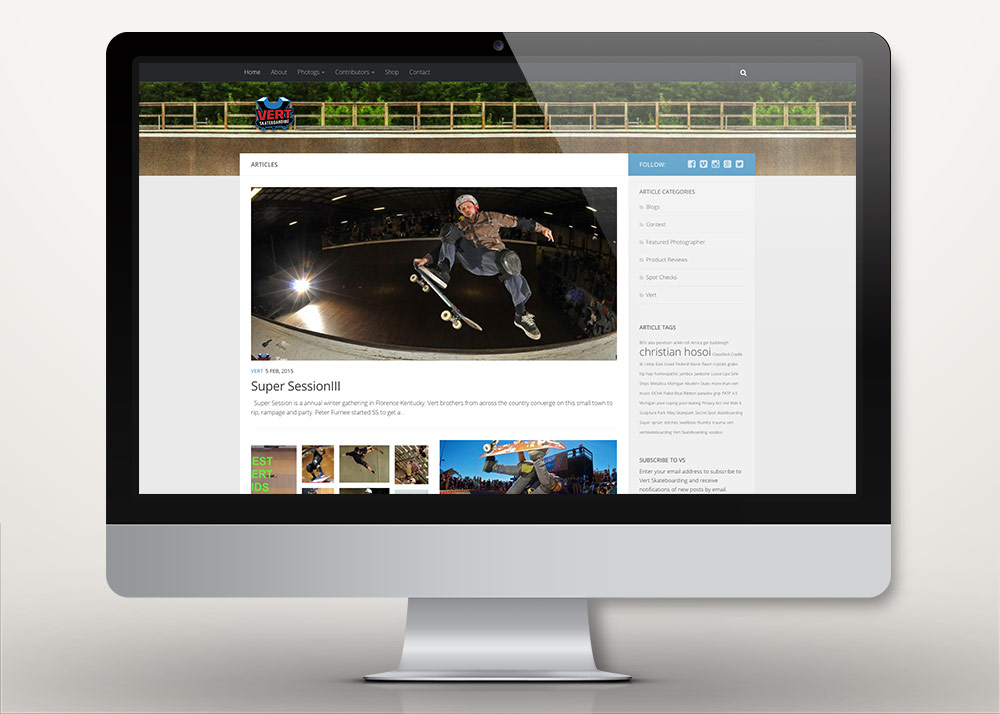 Home About Photogs Contributors Shop Contact
VERT
SKATEBOARDING
ARTICLES
FOLLOW:
VERT 5 FEB, 2015
Super SessionIII
Super Session is a annual winter gathering in Florence Kentucky. Vert brothers from across the country converge on this small town to
rip, rampage and party. Peter Furnee started SS to get a...
EST
ERT
NDS
ARTICLE CATEGORIES
Blogs
Contest
Featured Photographer
Product Reviews
Spot Checks
Vert
ARTICLE TAGS
christian hosoi
SUBSCRIBE TO VS
Enter your email address to subscribe to
Vert Skateboarding and receive
notifications of new posts by email.